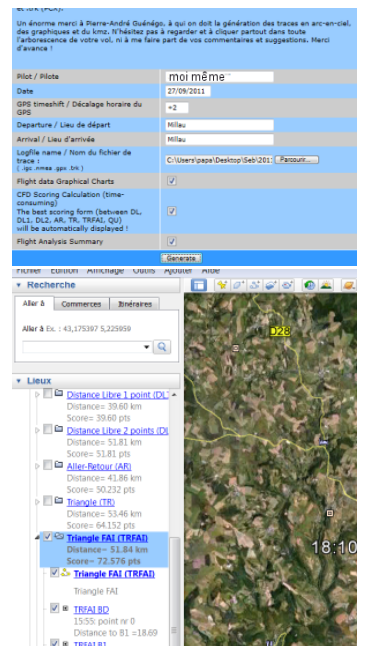 et .trk (PCX).
Un énorme merci à Pierre-André Guénégo, à qui on doit la génération des traces en arc-en-ciel,
des graphiques et du kmz. N'hésitez pas à regarder et à cliquer partout dans toute
l'arborescence de votre vol, ni à me faire part de vos commentaires et suggestions. Merci
d'avance !
Pilot / Pilote moi même
Date 27/09/2011
GPS timeshift / Décalage horaire du
GPS +2
Departure / Lieu de départ Millau
Arrival / Lieu d'arrivée Millau
Logfile name / Nom du fichier de
trace : C:\Users\papa\Desktop\Seb\201 Parcourir...
( .igc .nmea .gpx .trk )
Flight data Graphical Charts
CFD Scoring Calculation (time-
consuming)
The best scoring form (between DL,
DL1, DL2, AR, TR, TRFAI, QU)
will be automatically displayed !
Flight Analysis Summary
Generate
Fichier Edition Affichage Outils Ajouter Aide
Recherche
Aller à Commerces Itinéraires
Aller à Ex. : 43,175397 5,225959
Lieux
Distance Libre 1 point (DL
Distance= 39.60 km
Score= 39.60 pts
Distance Libre 2 points (DL
Distance= 51.81 km
Score= 51.81 pts
Aller-Retour (AR)
Distance= 41.86 km
Score= 50.232 pts
Triangle (TR)
Distance= 53.46 km
Score= 64.152 pts
Triangle FAI (TRFAI)
Distance= 51.84 km
Score= 72.576 pts
Triangle FAI (TRFAI)
Triangle FAI
TRFAI BD
15:55: point nr 0
Distance to B1 =18.69
TRFAI B1
D28
18:10